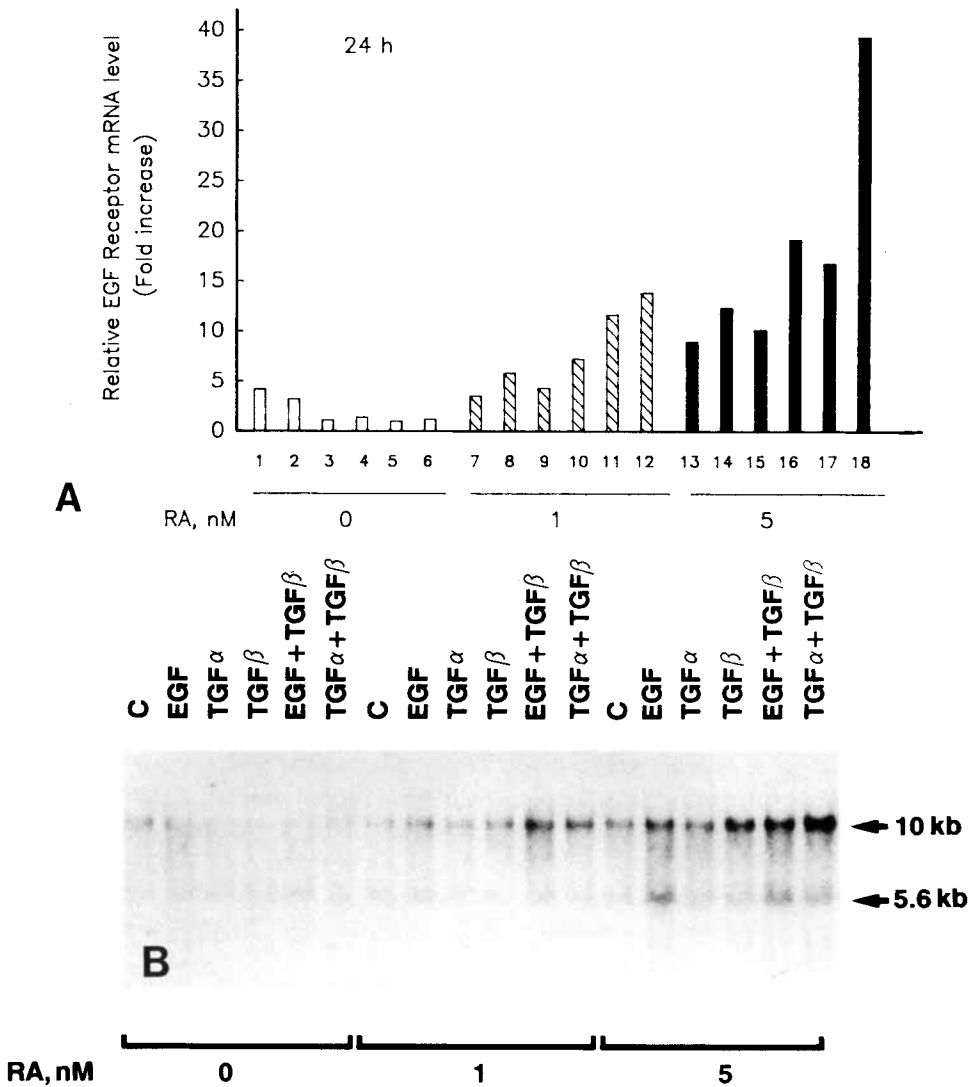 Relative EGF Receptor mRNA level
(Fold increase)
40
35
30
25
20
15
10
5
0
24 h
1 2 3 4 5 6 7 8 9 10 11 12 13 14 15 16 17 18
A
RA, nM 0 1 5
C EGF TGFα TGFβ EGF+TGFβ TGFα+TGFβ C EGF TGFα TGFβ EGF+TGFβ TGFα+TGFβ C EGF TGFα TGFβ EGF+TGFβ TGFα+TGFβ
10 kb
5.6 kb
B
RA, nM 0 1 5